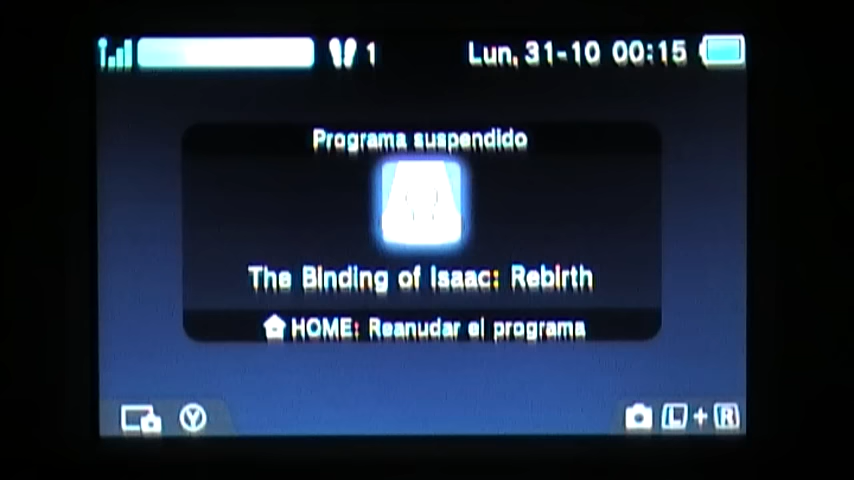 1 Lun, 31-10 00:15
Programa suspendido
The Binding of Isaac: Rebirth
HOME: Reanudar el programa
Y L + R